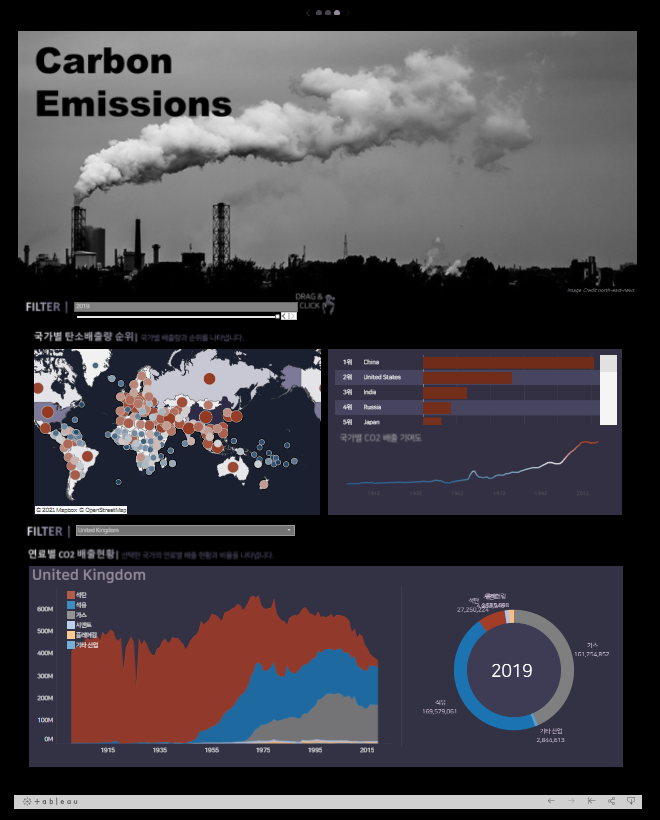 Carbon
Emissions
Image Credit:north-east-news
FILTER |
2019
DRAG &
CLICK
국가별 탄소배출량 순위| 국가별 배출량과 순위를 나타냅니다.
1위 China
2위 United States
3위 India
4위 Russia
5위 Japan
국가별 CO2 배출 기여도
© 2021 Mapbox © OpenStreetMap
FILTER |
United Kingdom
연료별 CO2 배출현황| 선택한 국가의 연료별 배출 현황과 비율을 나타냅니다.
United Kingdom
석탄
석유
가스
시멘트
플레어링
기타 산업
600M
500M
400M
300M
200M
100M
0M
1915
1935
1955
1975
1995
2015
석탄
27,250,224
가스
161,254,852
2019
석유
169,579,061
기타 산업
2,844,613
+ a b | e a u